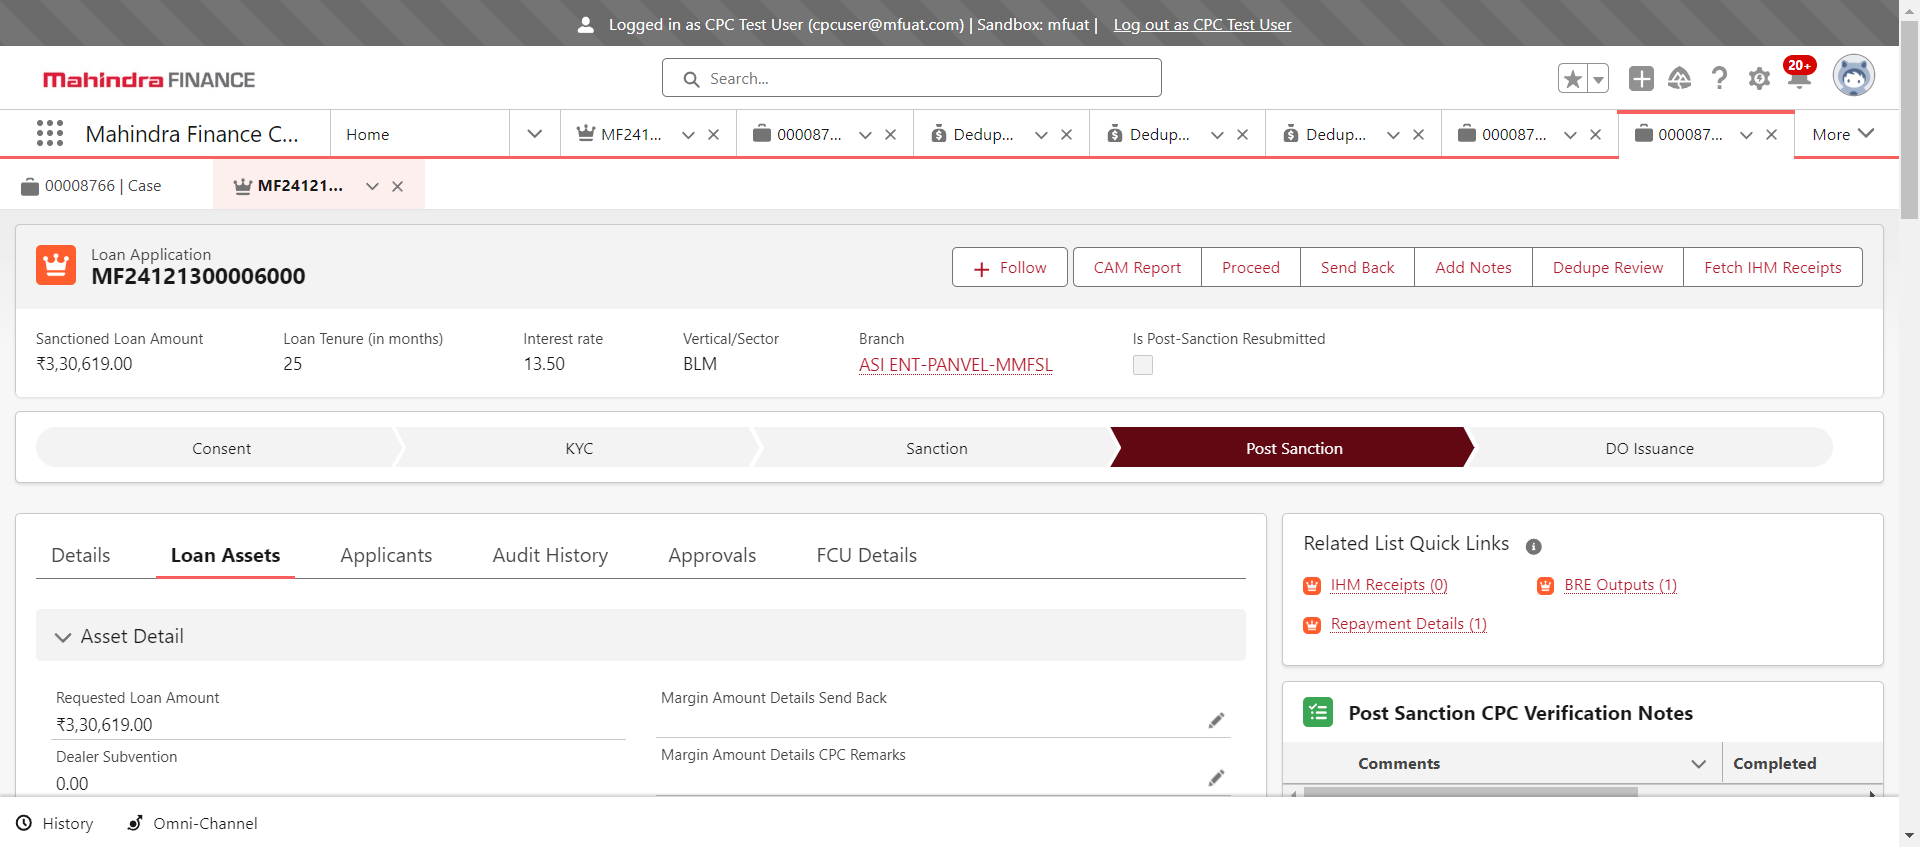 Logged in as CPC Test User (cpcuser@mfuat.com) | Sandbox: mfuat | Log out as CPC Test User
Mahindra FINANCE
Search...
20+
Mahindra Finance C...
Home
MF241...
000087...
Dedup...
Dedup...
Dedup...
000087...
000087...
More
00008766 | Case
MF24121...
Loan Application
MF24121300006000
Follow
CAM Report
Proceed
Send Back
Add Notes
Dedupe Review
Fetch IHM Receipts
Sanctioned Loan Amount
₹3,30,619.00
Loan Tenure (in months)
25
Interest rate
13.50
Vertical/Sector
BLM
Branch
ASI ENT-PANVEL-MMFSL
Is Post-Sanction Resubmitted
Consent
KYC
Sanction
Post Sanction
DO Issuance
Details
Loan Assets
Applicants
Audit History
Approvals
FCU Details
Asset Detail
Requested Loan Amount
₹3,30,619.00
Dealer Subvention
0.00
Margin Amount Details Send Back
Margin Amount Details CPC Remarks
Related List Quick Links
IHM Receipts (0)
BRE Outputs (1)
Repayment Details (1)
Post Sanction CPC Verification Notes
Comments
Completed
History
Omni-Channel